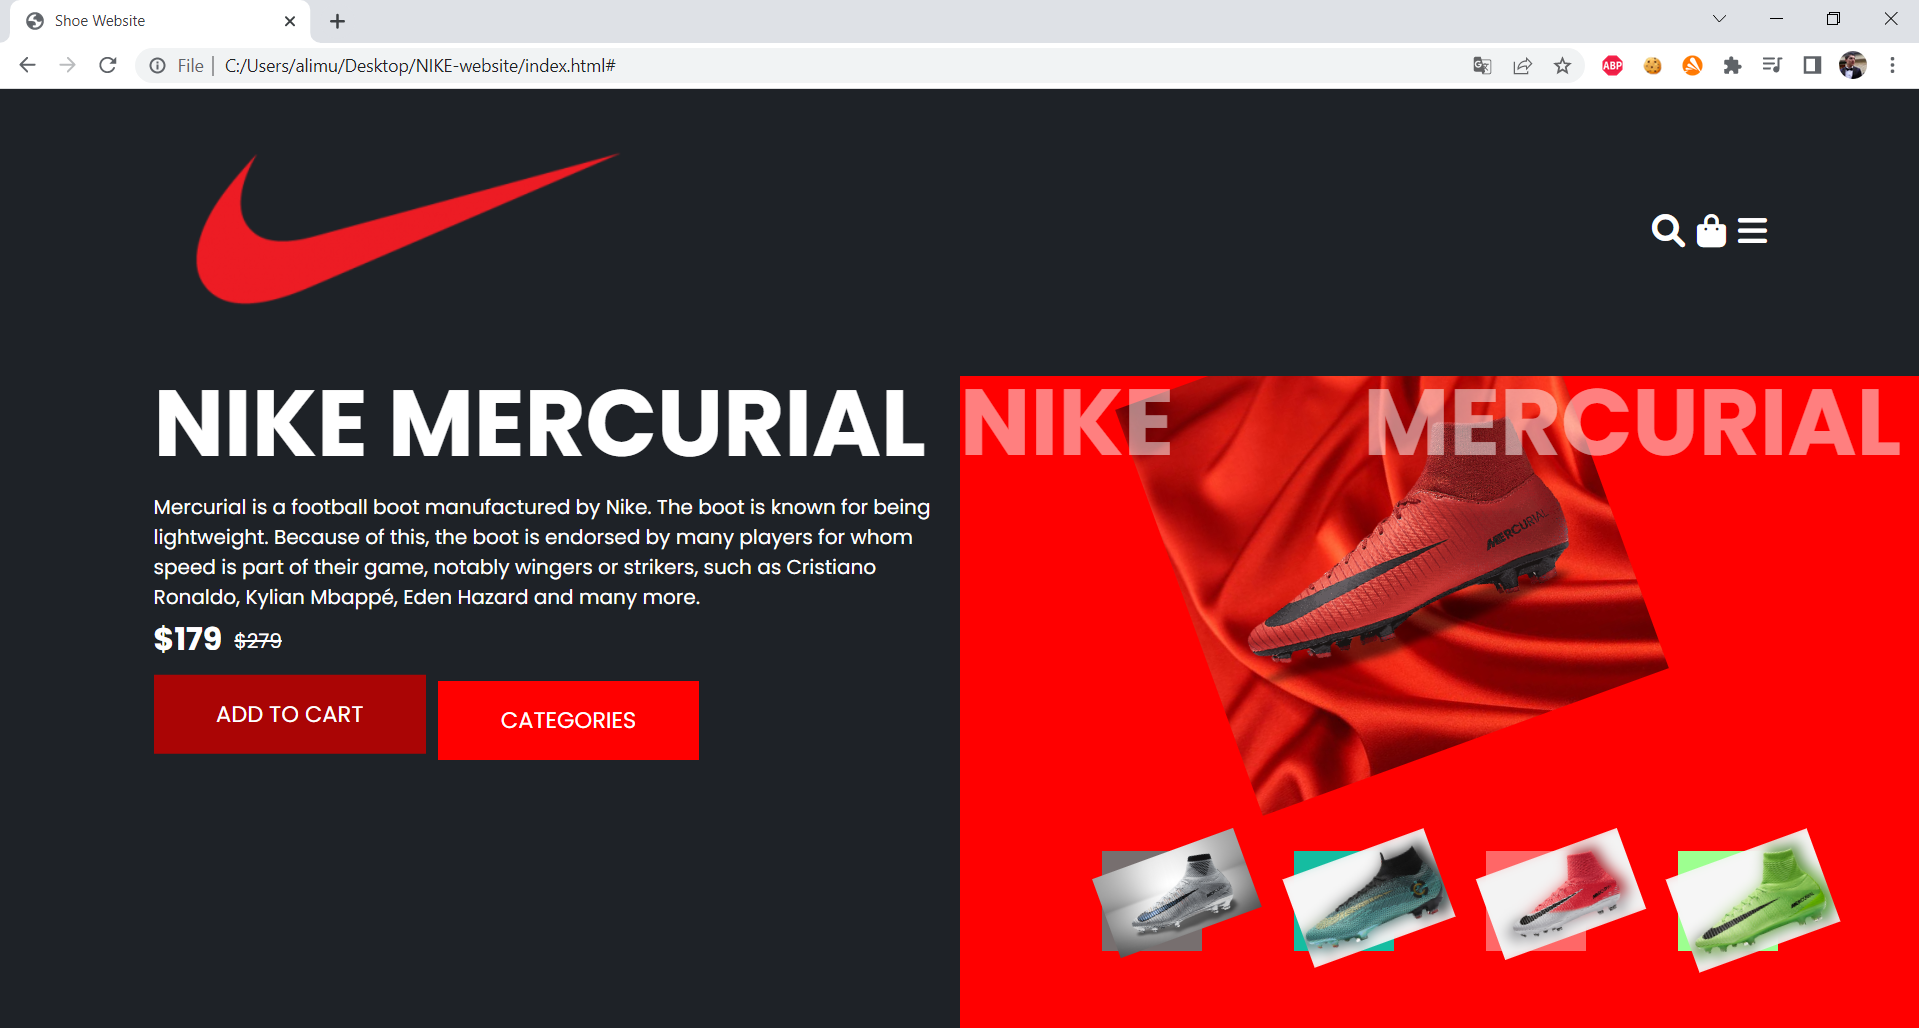 Shoe Website
File
C:/Users/alimu/Desktop/NIKE-website/index.html#
ABP
NIKE MERCURIAL
NIKE MERCURIAL
MERCURIAL
Mercurial is a football boot manufactured by Nike. The boot is known for being
lightweight. Because of this, the boot is endorsed by many players for whom
speed is part of their game, notably wingers or strikers, such as Cristiano
Ronaldo, Kylian Mbappé, Eden Hazard and many more.
$179 $279
ADD TO CART
CATEGORIES